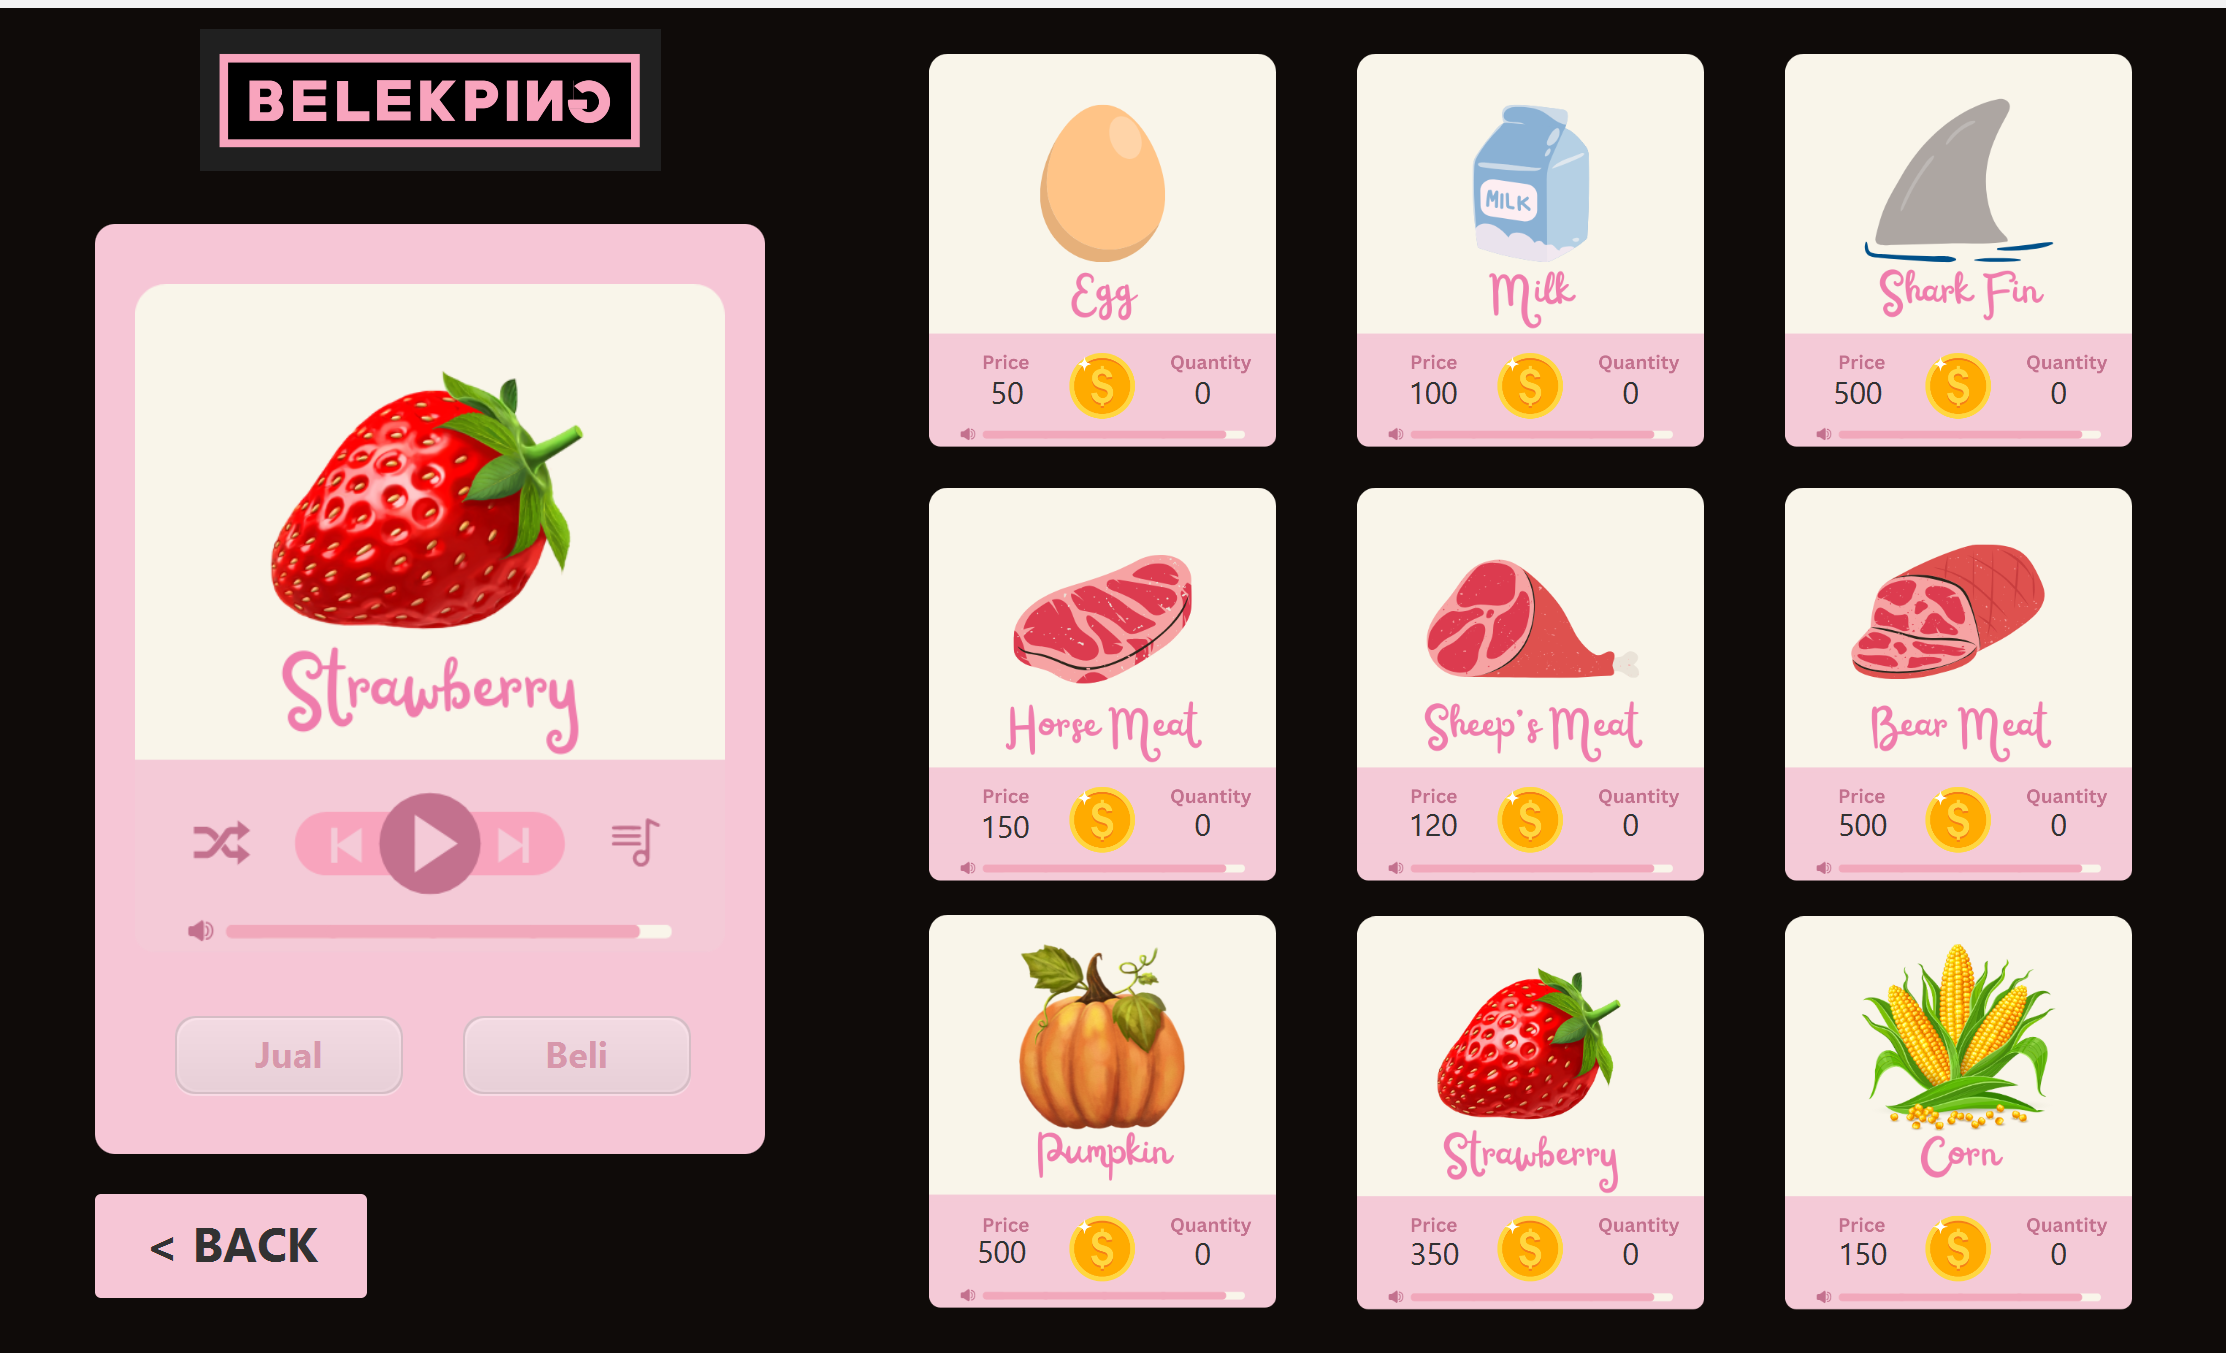 BELEKPING
Strawberry
Jual
Beli
< BACK
Egg
Price
50
Quantity
0
MILK
Milk
Price
100
Quantity
0
Shark Fin
Price
500
Quantity
0
Horse Meat
Price
150
Quantity
0
Sheep's Meat
Price
120
Quantity
0
Bear Meat
Price
500
Quantity
0
Pumpkin
Price
500
Quantity
0
Strawberry
Price
350
Quantity
0
Corn
Price
150
Quantity
0